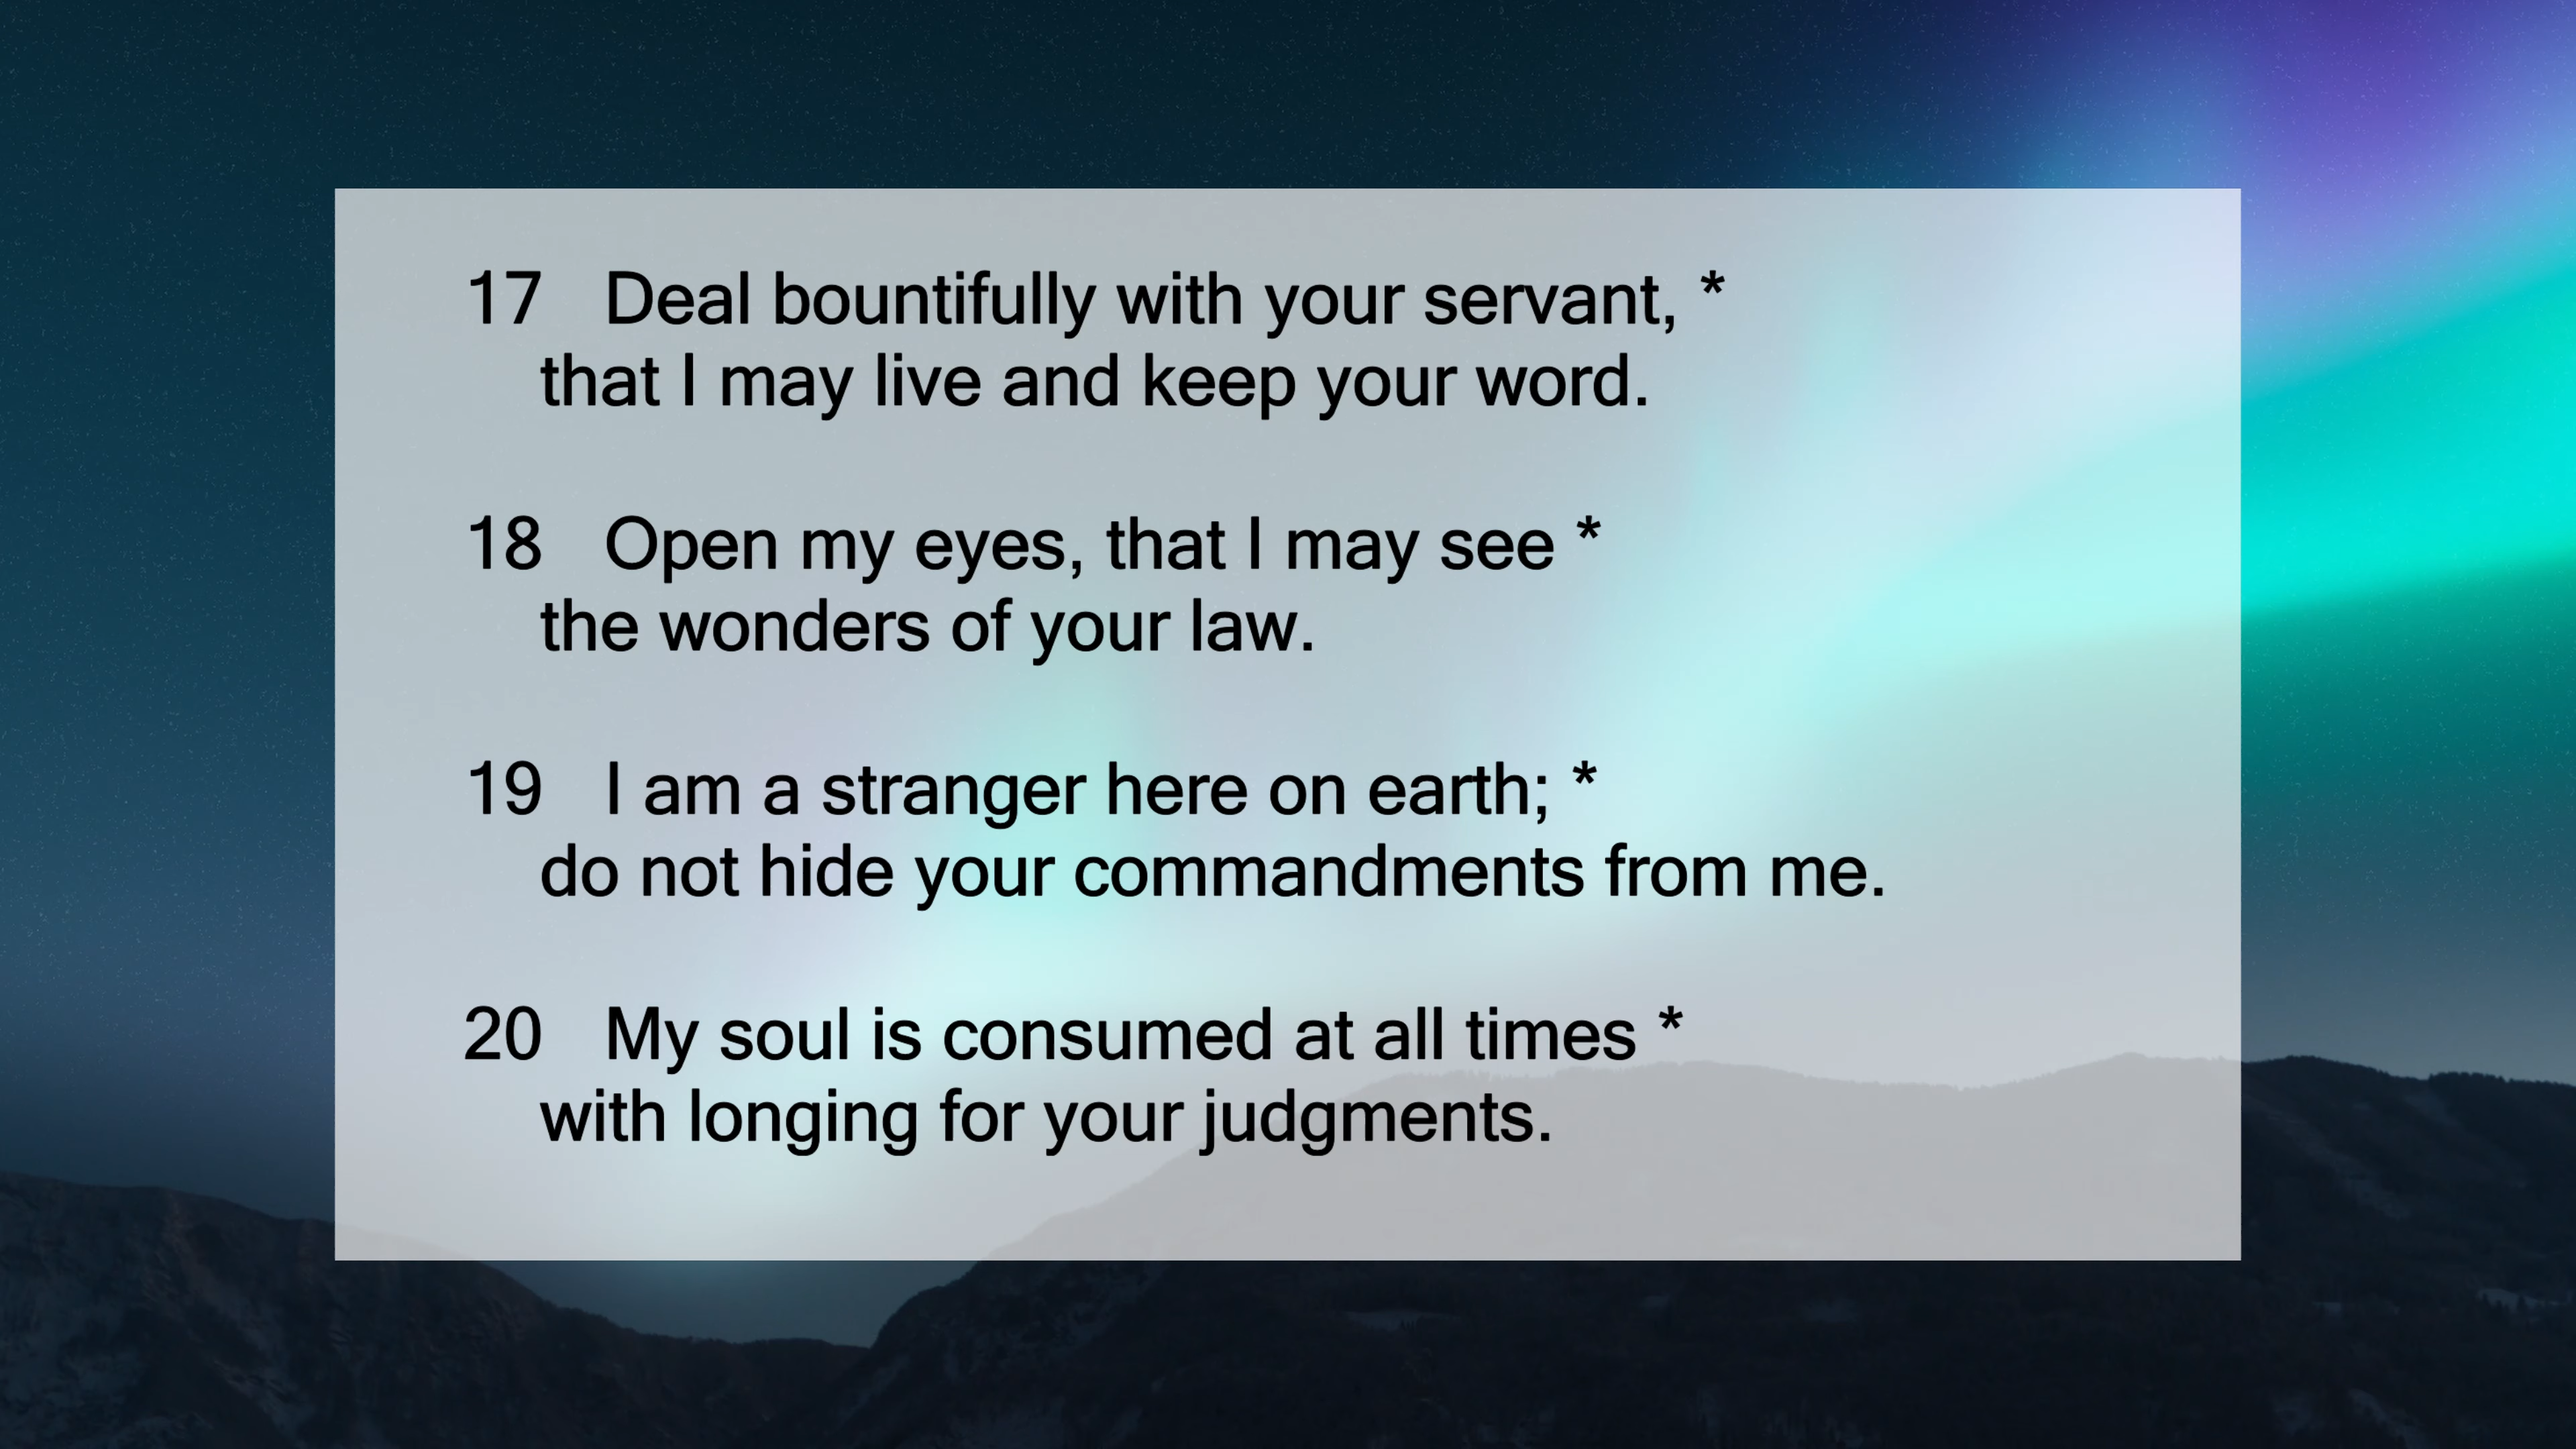 17 Deal bountifully with your servant, *
that I may live and keep your word.
18 Open my eyes, that I may see *
the wonders of your law.
19 I am a stranger here on earth; *
do not hide your commandments from me.
20 My soul is consumed at all times *
with longing for your judgments.